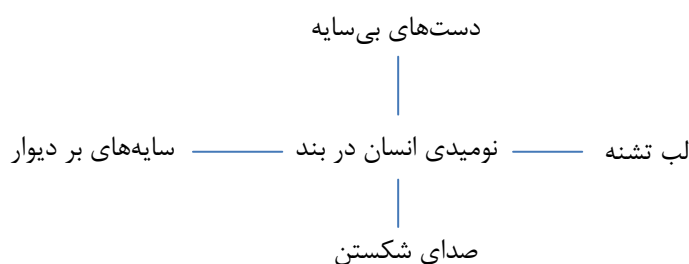 دست‌های بی‌سایه
لب تشنه
نومیدی انسان در بند
سایه‌های بر دیوار
صدای شکستن